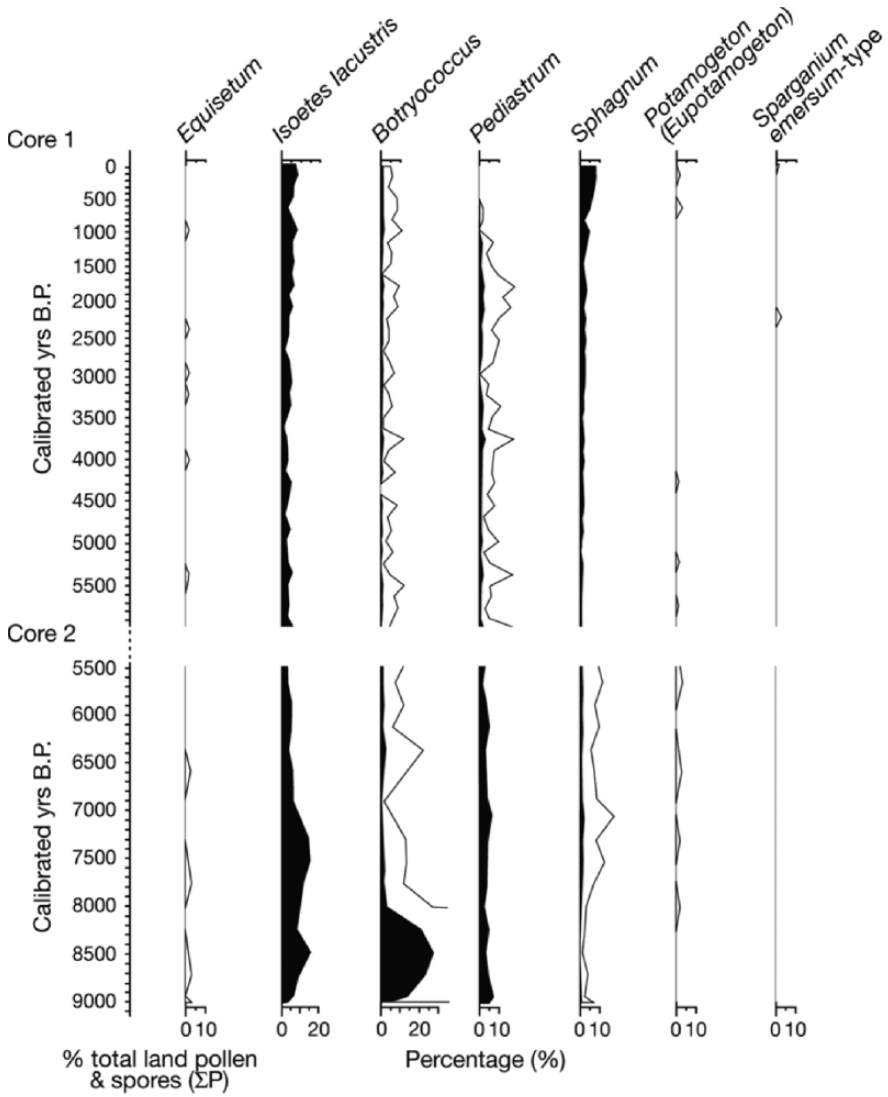 Equisetum
Isoetes lacustris
Botryococcus
Pediastrum
Sphagnum
Potamogeton
(Eupotamogeton)
Sparganium
emersum-type
Core 1
Calibrated yrs B.P.
0
500
1000
1500
2000
2500
3000
3500
4000
4500
5000
5500
Core 2
Calibrated yrs B.P.
5500
6000
6500
7000
7500
8000
8500
9000
0 10 0 20 0 20 0 10 0 10 0 10 0 10
% total land pollen
& spores (ΣP)
Percentage (%)